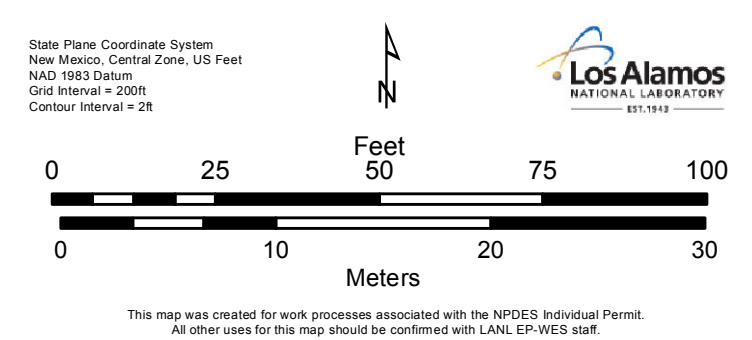 State Plane Coordinate System
New Mexico, Central Zone, US Feet
NAD 1983 Datum
Grid Interval = 200ft
Contour Interval = 2ft
N
Los Alamos
NATIONAL LABORATORY
EST.1943
Feet
0 25 50 75 100
0 10 20 30
Meters
This map was created for work processes associated with the NPDES Individual Permit.
All other uses for this map should be confirmed with LANL EP-WES staff.